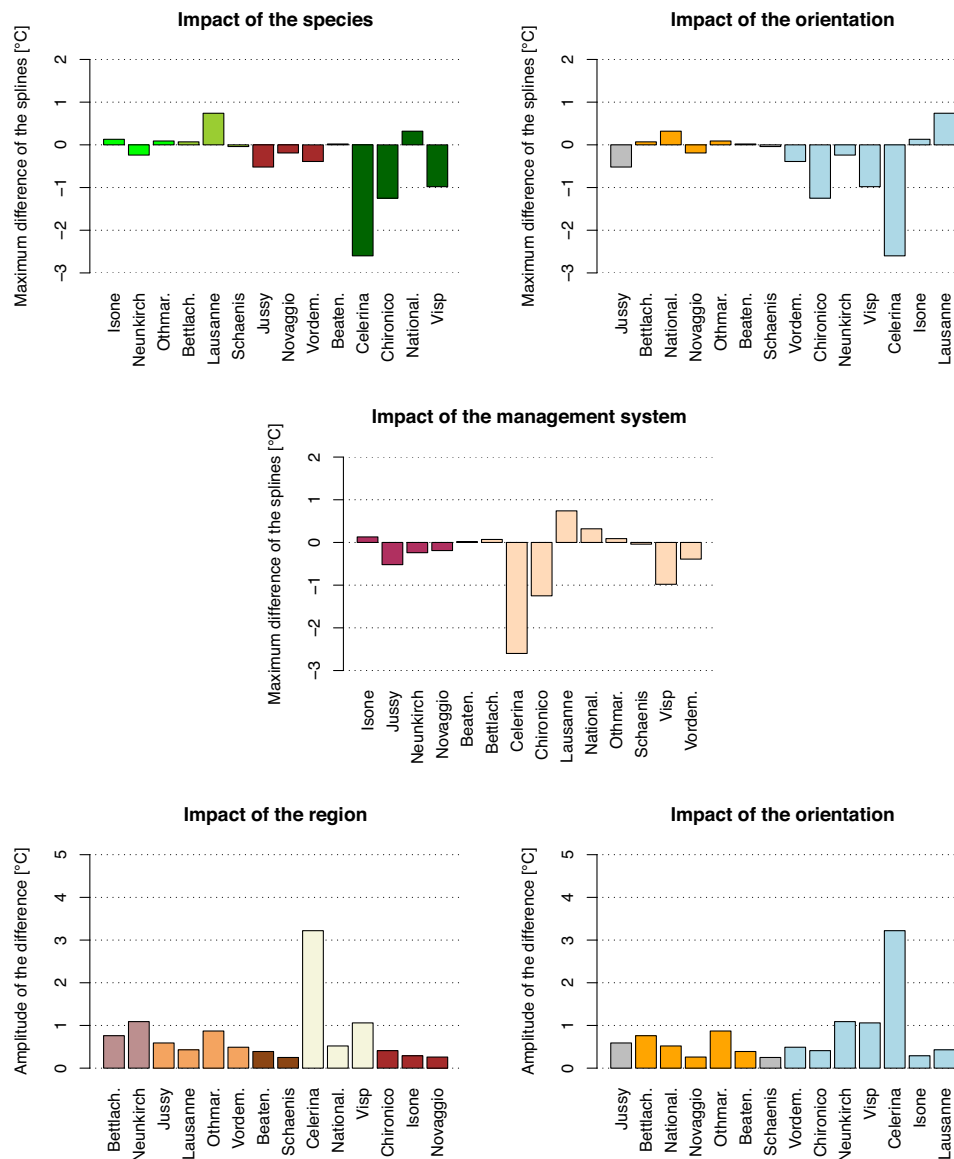 Impact of the species
Maximum difference of the splines [°C]
2
1
0
−1
−2
−3
Isone
Neunkirch
Othmar.
Bettlach.
Lausanne
Schaenis
Jussy
Novaggio
Vordem.
Beaten.
Celerina
Chironico
National.
Visp
Impact of the orientation
Maximum difference of the splines [°C]
2
1
0
−1
−2
−3
Jussy
Bettlach.
National.
Novaggio
Othmar.
Beaten.
Schaenis
Vordem.
Chironico
Neunkirch
Visp
Celerina
Isone
Lausanne
Impact of the management system
Maximum difference of the splines [°C]
2
1
0
−1
−2
−3
Isone
Jussy
Neunkirch
Novaggio
Beaten.
Bettlach.
Celerina
Chironico
Lausanne
National.
Othmar.
Schaenis
Visp
Vordem.
Impact of the region
Amplitude of the difference [°C]
5
4
3
2
1
0
Bettlach.
Neunkirch
Jussy
Lausanne
Othmar.
Vordem.
Beaten.
Schaenis
Celerina
National.
Visp
Chironico
Isone
Novaggio
Impact of the orientation
Amplitude of the difference [°C]
5
4
3
2
1
0
Jussy
Bettlach.
National.
Novaggio
Othmar.
Beaten.
Schaenis
Vordem.
Chironico
Neunkirch
Visp
Celerina
Isone
Lausanne